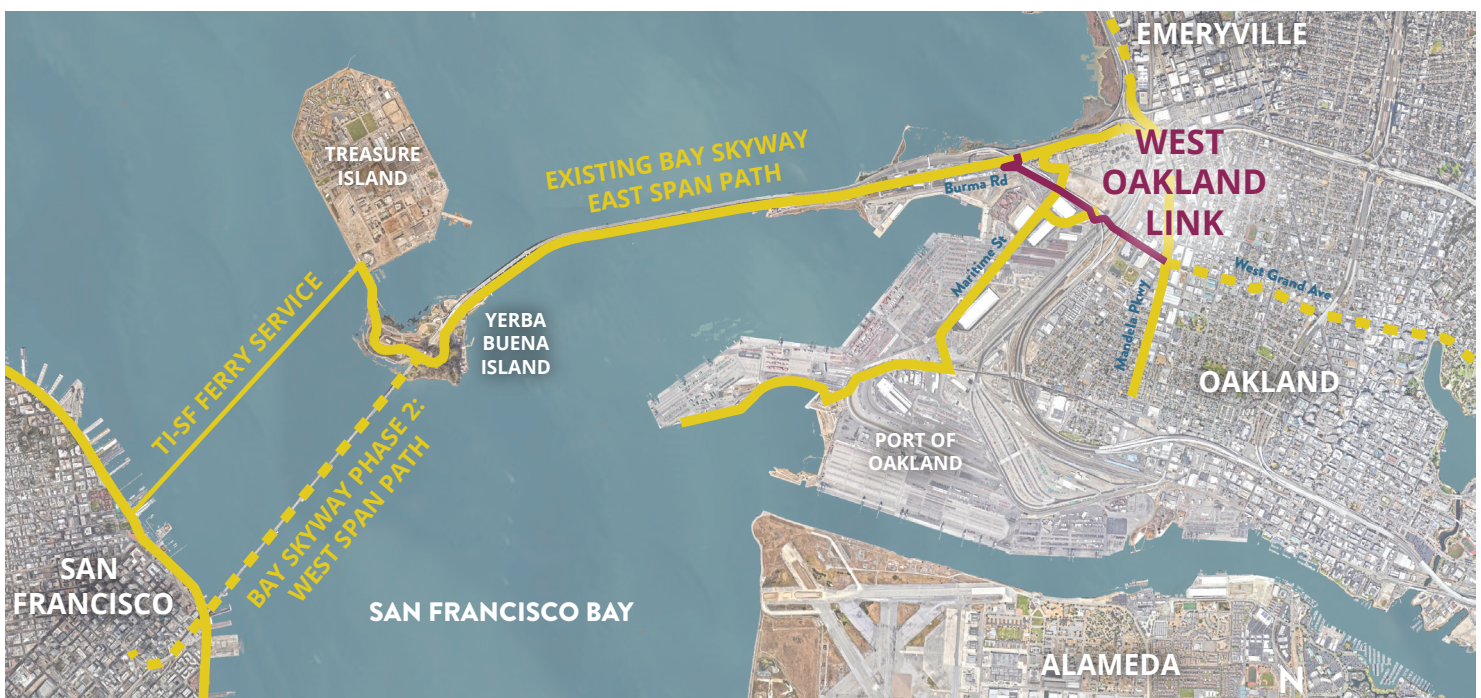 EMERYVILLE
WEST
OAKLAND
LINK
TREASURE
ISLAND
EXISTING BAY SKYWAY
EAST SPAN PATH
Burma Rd
Maritime St
West Grand Ave
Mandela Pkwy
YERBA
BUENA
ISLAND
TI-SF FERRY SERVICE
OAKLAND
BAY SKYWAY PHASE 2:
WEST SPAN PATH
PORT OF
OAKLAND
SAN
FRANCISCO
SAN FRANCISCO BAY
ALAMEDA
N